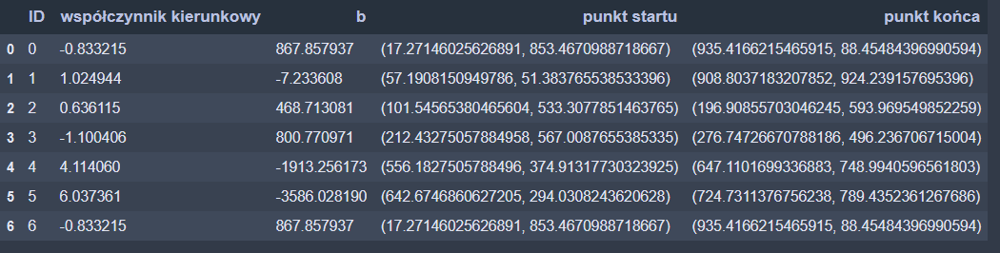 ID współczynnik kierunkowy b punkt startu punkt końca
0 0 -0.833215 867.857937 (17.27146025626891, 853.4670988718667) (935.4166215465915, 88.45484396990594)
1 1 1.024944 -7.233608 (57.1908150949786, 51.38376553853​3396) (908.8037183207852, 924.239157695396)
2 2 0.636115 468.713081 (101.54565380465604, 533.3077851463765) (196.90855703046245, 593.969549852259)
3 3 -1.100406 800.770971 (212.43275057884958, 567.0087655385335) (276.74726670788186, 496.236706715004)
4 4 4.114060 -1913.256173 (556.1827505788496, 374.91317730323925) (647.1101699336883, 748.9940596561803)
5 5 6.037361 -3586.028190 (642.6746860627205, 294.0308243620628) (724.7311376756238, 789.4352361267686)
6 6 -0.833215 867.857937 (17.27146025626891, 853.4670988718667) (935.4166215465915, 88.45484396990594)